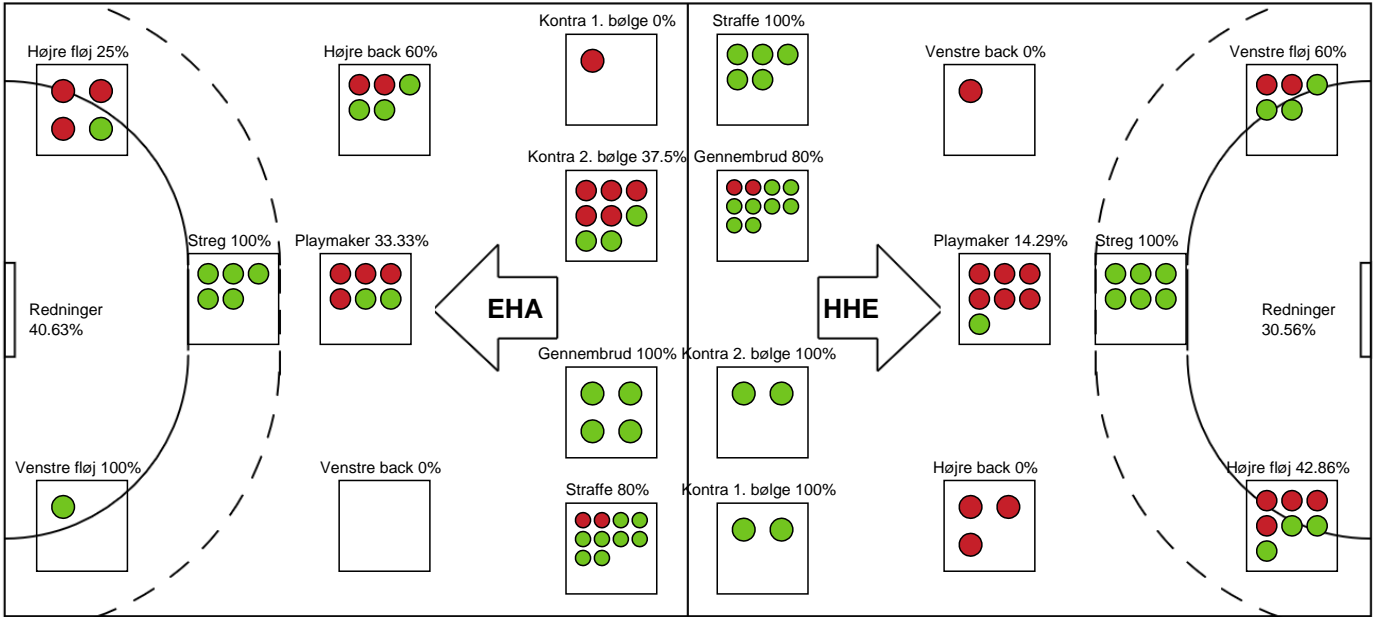 Kontra 1. bølge 0%
Straffe 100%
Højre fløj 25%
Højre back 60%
Venstre back 0%
Venstre fløj 60%
Kontra 2. bølge 37.5%
Gennembrud 80%
Streg 100%
Playmaker 33.33%
Playmaker 14.29%
Streg 100%
Redninger
40.63%
EHA
HHE
Redninger
30.56%
Gennembrud 100%
Kontra 2. bølge 100%
Venstre fløj 100%
Venstre back 0%
Højre back 0%
Højre fløj 42.86%
Straffe 80%
Kontra 1. bølge 100%